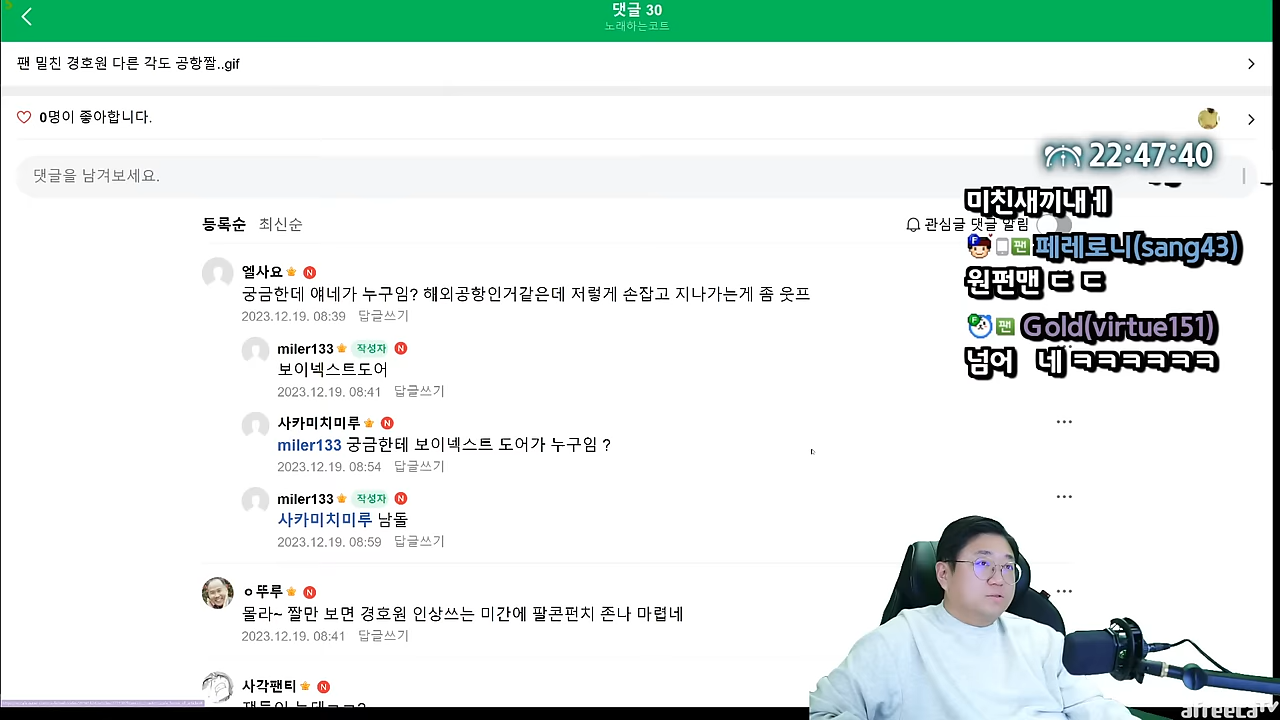 댓글 30
노래하는코트
팬 밀친 경호원 다른 각도 공항짤..gif
0명이 좋아합니다.
22:47:40
댓글을 남겨보세요.
등록순 최신순
관심글 댓글 알림
미친새끼내ㅔ
페레로니(sang43)
원펀맨 ㄷ ㄷ
팬 Gold(virtue151)
넘어 네 ㅋㅋㅋㅋㅋㅋ
엘사요 N
궁금한데 얘네가 누구임? 해외공항인거같은데 저렇게 손잡고 지나가는게 좀 웃프
2023.12.19. 08:39 답글쓰기
miler133 작성자 N
보이넥스트도어
2023.12.19. 08:41 답글쓰기
사카미치미루 N
miler133 궁금한테 보이넥스트 도어가 누구임 ?
2023.12.19. 08:54 답글쓰기
miler133 작성자 N
사카미치미루 남돌
2023.12.19. 08:59 답글쓰기
ㅇ뚜루 N
몰라~ 짤만 보면 경호원 인상쓰는 미간에 팔콘펀치 존나 마렵네
2023.12.19. 08:41 답글쓰기
사각팬티 N
afreecaTV